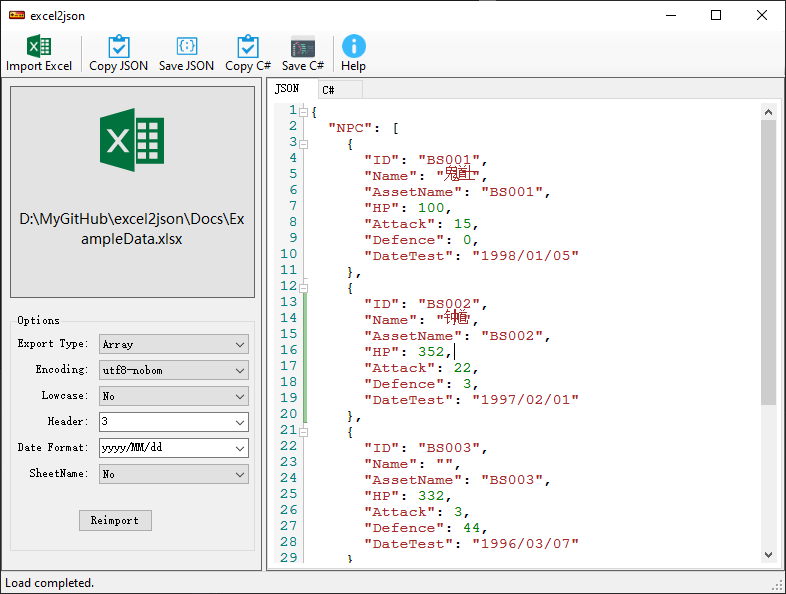 excel2json
Import Excel
Copy JSON
Save JSON
Copy C#
Save C#
Help
D:\MyGitHub\excel2json\Docs\Ex
ampleData.xlsx
Options
Export Type: Array
Encoding: utf8-nobom
Lowcase: No
Header: 3
Date Format: yyyy/MM/dd
SheetName: No
Reimport
JSON
C#
1 {
2 "NPC": [
3 {
4 "ID": "BS001",
5 "Name": "鬼道士",
6 "AssetName": "BS001",
7 "HP": 100,
8 "Attack": 15,
9 "Defence": 0,
10 "DateTest": "1998/01/05"
11 },
12 {
13 "ID": "BS002",
14 "Name": "钟馗",
15 "AssetName": "BS002",
16 "HP": 352,
17 "Attack": 22,
18 "Defence": 3,
19 "DateTest": "1997/02/01"
20 },
21 {
22 "ID": "BS003",
23 "Name": "",
24 "AssetName": "BS003",
25 "HP": 332,
26 "Attack": 3,
27 "Defence": 44,
28 "DateTest": "1996/03/07"
29 }
Load completed.